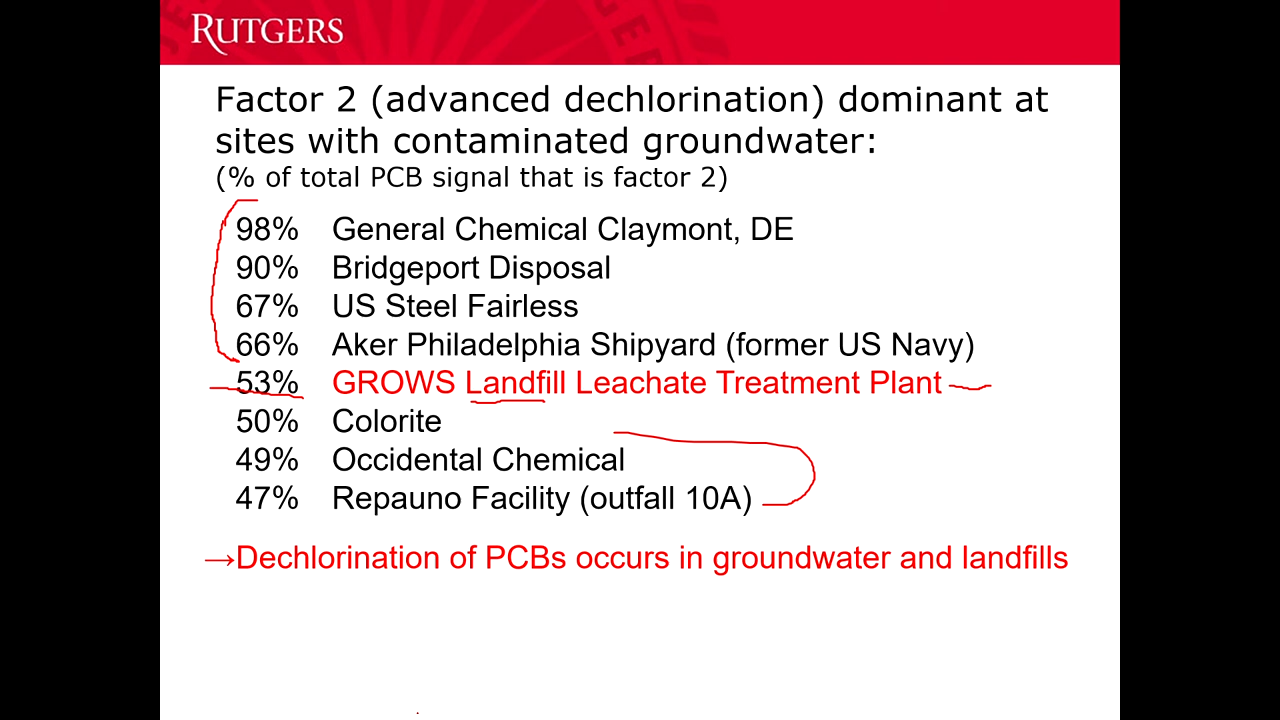 RUTGERS
Factor 2 (advanced dechlorination) dominant at
sites with contaminated groundwater:
(% of total PCB signal that is factor 2)
98% General Chemical Claymont, DE
90% Bridgeport Disposal
67% US Steel Fairless
66% Aker Philadelphia Shipyard (former US Navy)
53% GROWS Landfill Leachate Treatment Plant
50% Colorite
49% Occidental Chemical
47% Repauno Facility (outfall 10A)
→Dechlorination of PCBs occurs in groundwater and landfills